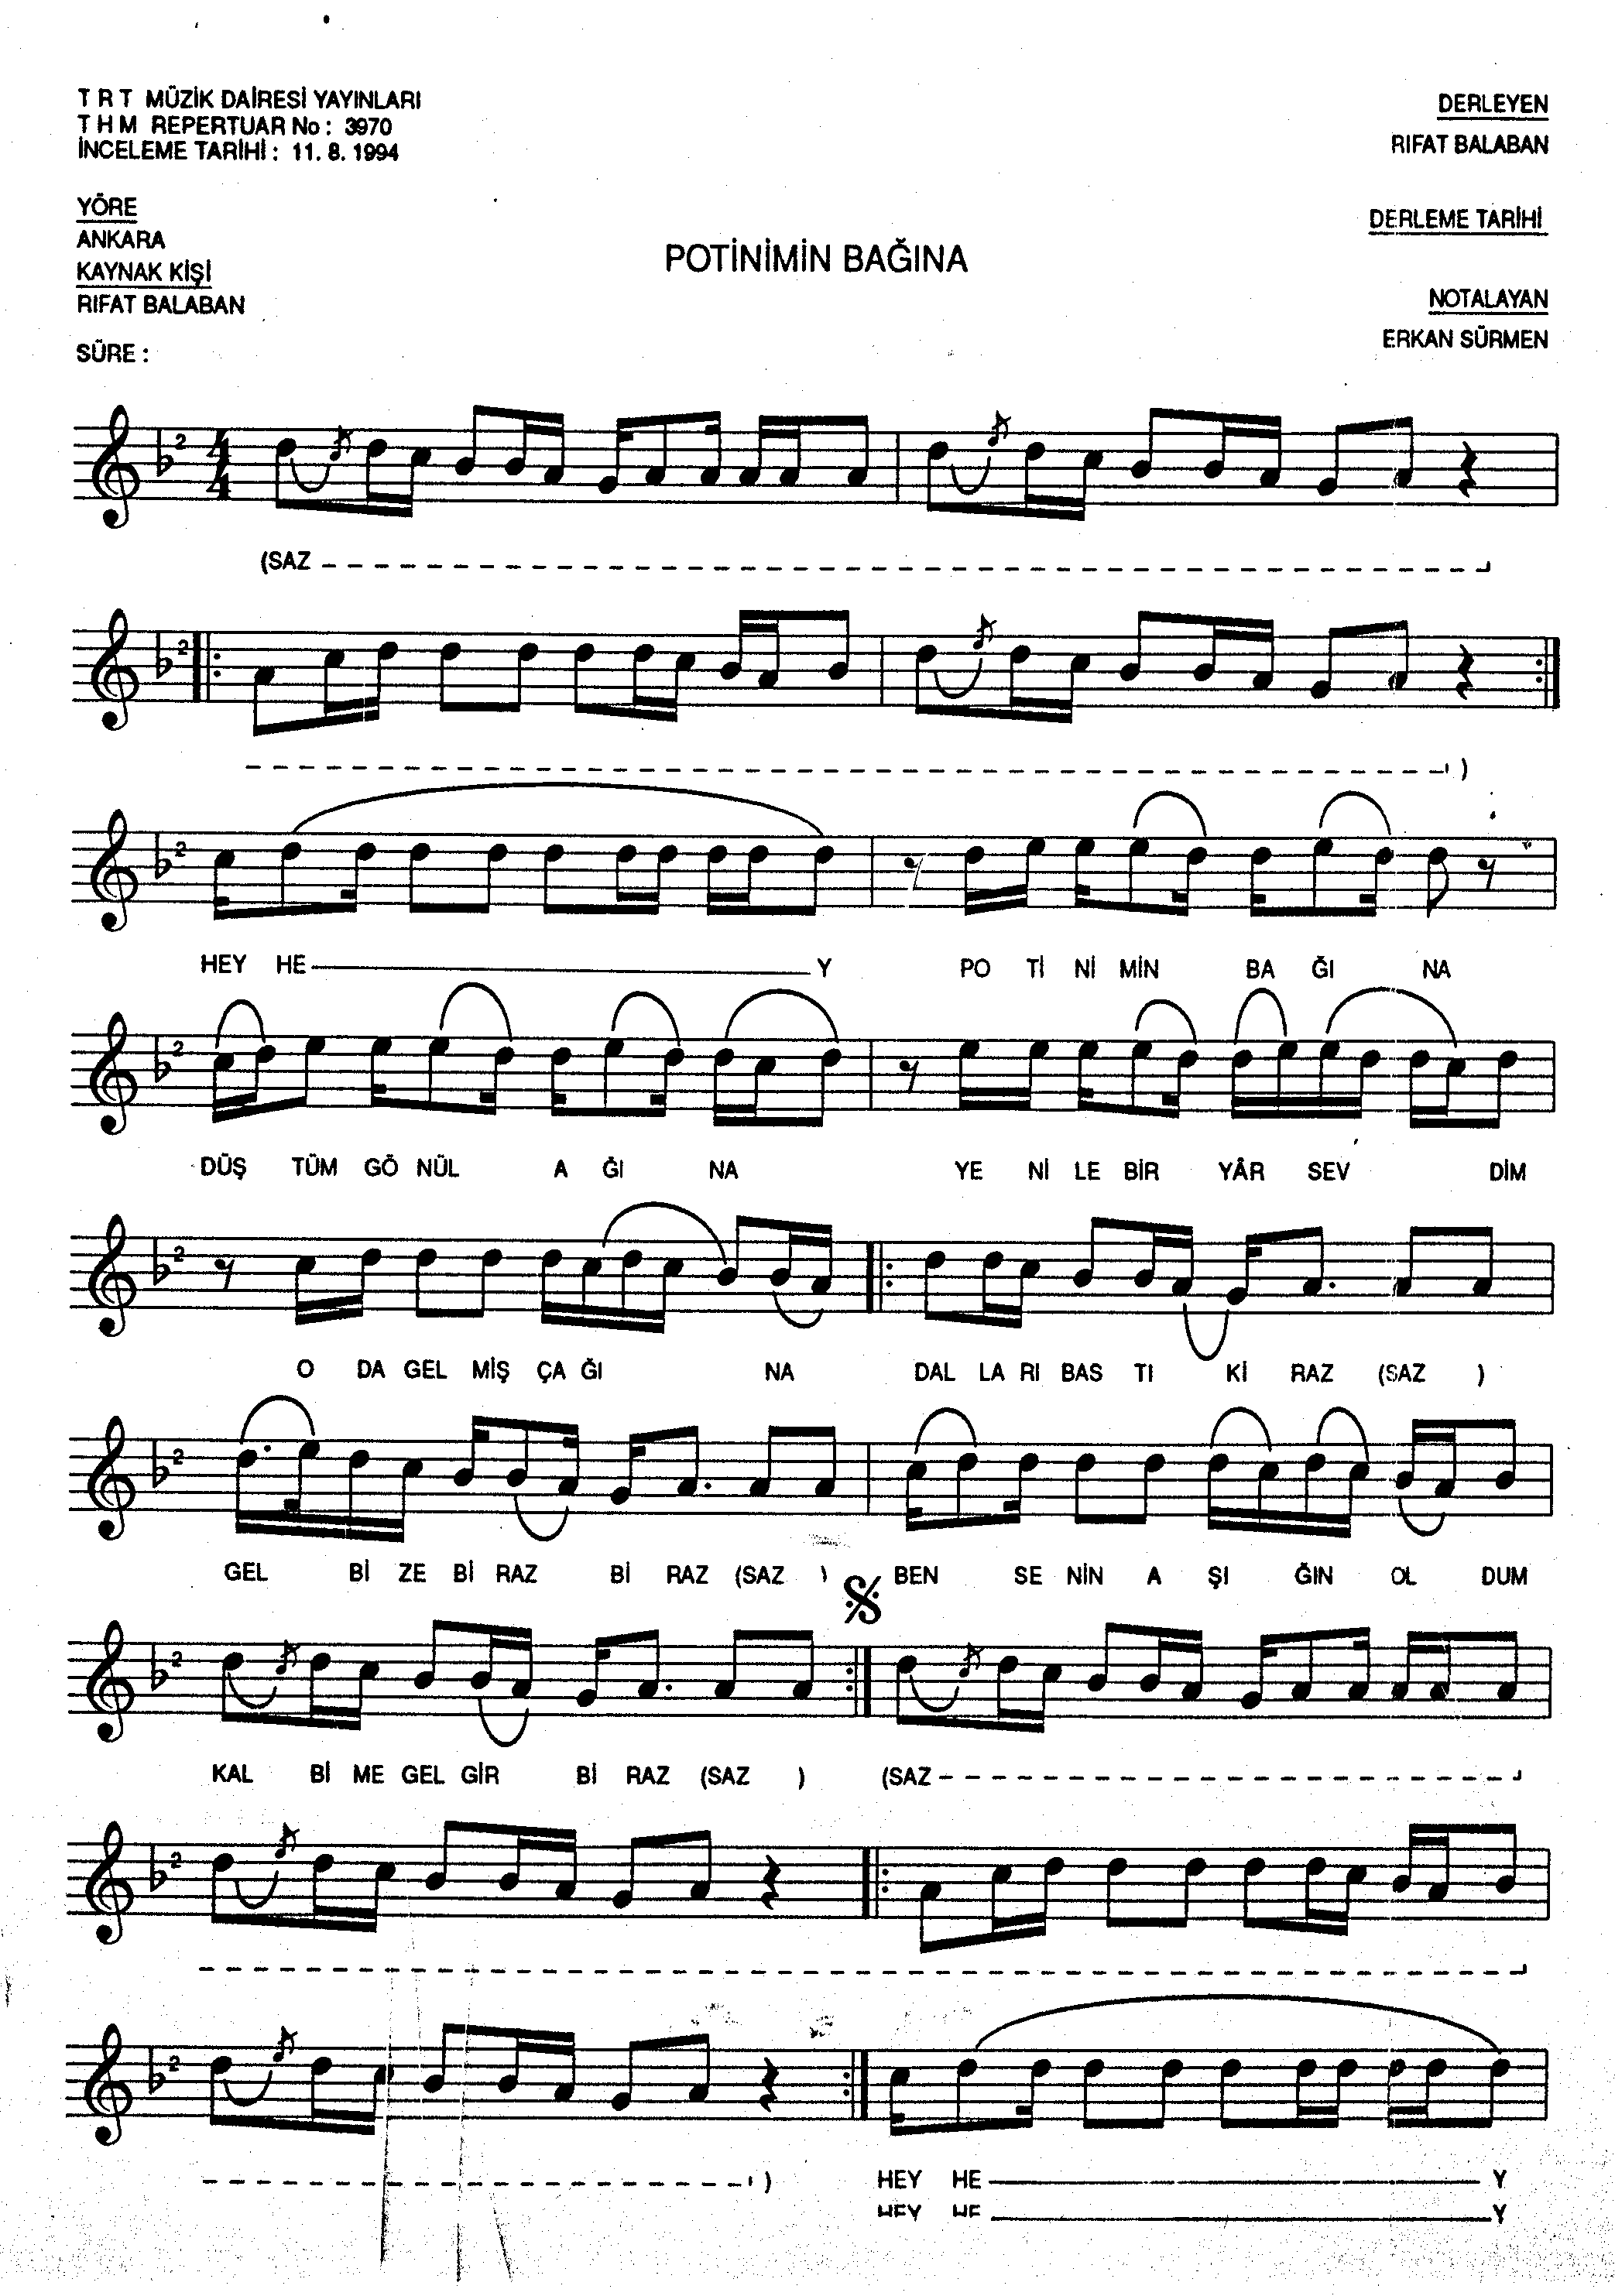 T R T MÜZİK DAİRESİ YAYINLARI
T H M REPERTUAR No : 3970
İNCELEME TARİHİ : 11. 8. 1994
DERLEYEN
RIFAT BALABAN
YÖRE
ANKARA
KAYNAK KİŞİ
RIFAT BALABAN
SÜRE :
POTİNİMİN BAĞINA
DERLEME TARİHİ
NOTALAYAN
ERKAN SÜRMEN
(SAZ
)
HEY HE Y PO Tİ Nİ MİN BA ĞI NA
DÜŞ TÜM GÖ NÜL A ĞI NA YE Nİ LE BİR YÂR SEV DİM
O DA GEL MİŞ ÇA ĞI NA DAL LA RI BAS TI Kİ RAZ (SAZ )
GEL Bİ ZE Bİ RAZ Bİ RAZ (SAZ ) BEN SE NİN A ŞI ĞIN OL DUM
KAL Bİ ME GEL GİR Bİ RAZ (SAZ ) (SAZ
) HEY HE Y
HEY HE Y